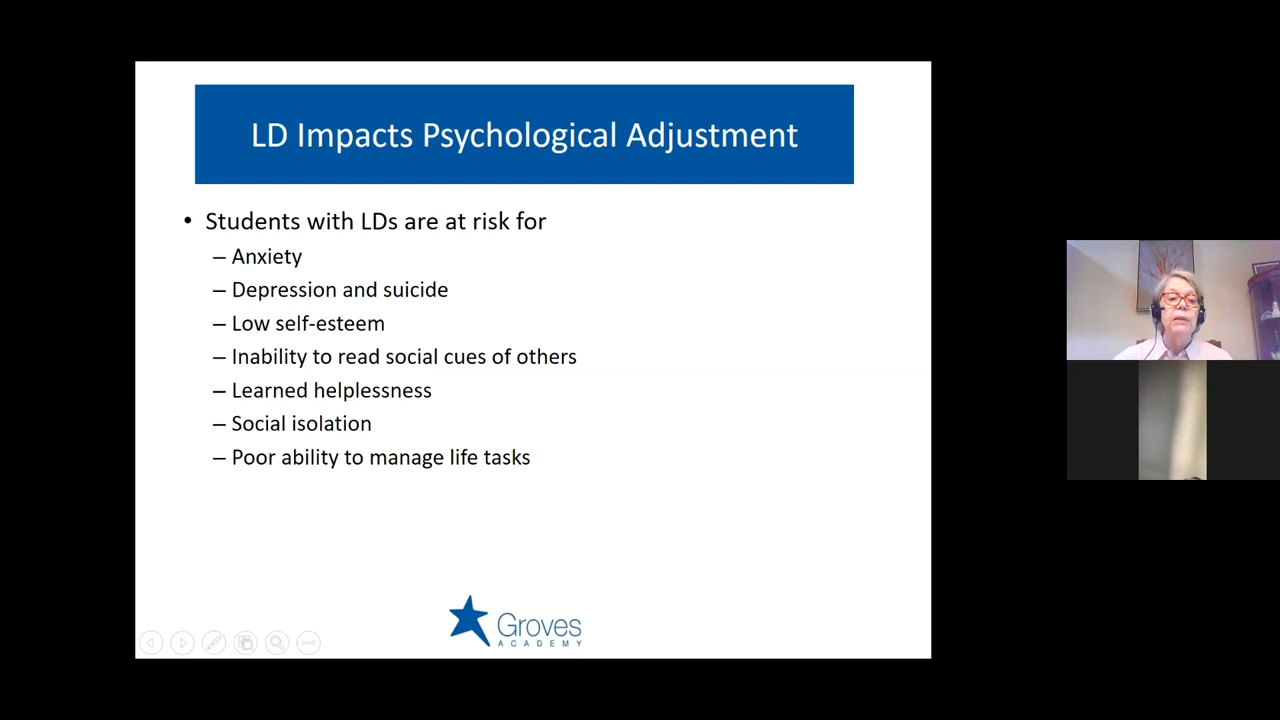 LD Impacts Psychological Adjustment
• Students with LDs are at risk for
– Anxiety
– Depression and suicide
– Low self-esteem
– Inability to read social cues of others
– Learned helplessness
– Social isolation
– Poor ability to manage life tasks
Groves
ACADEMY